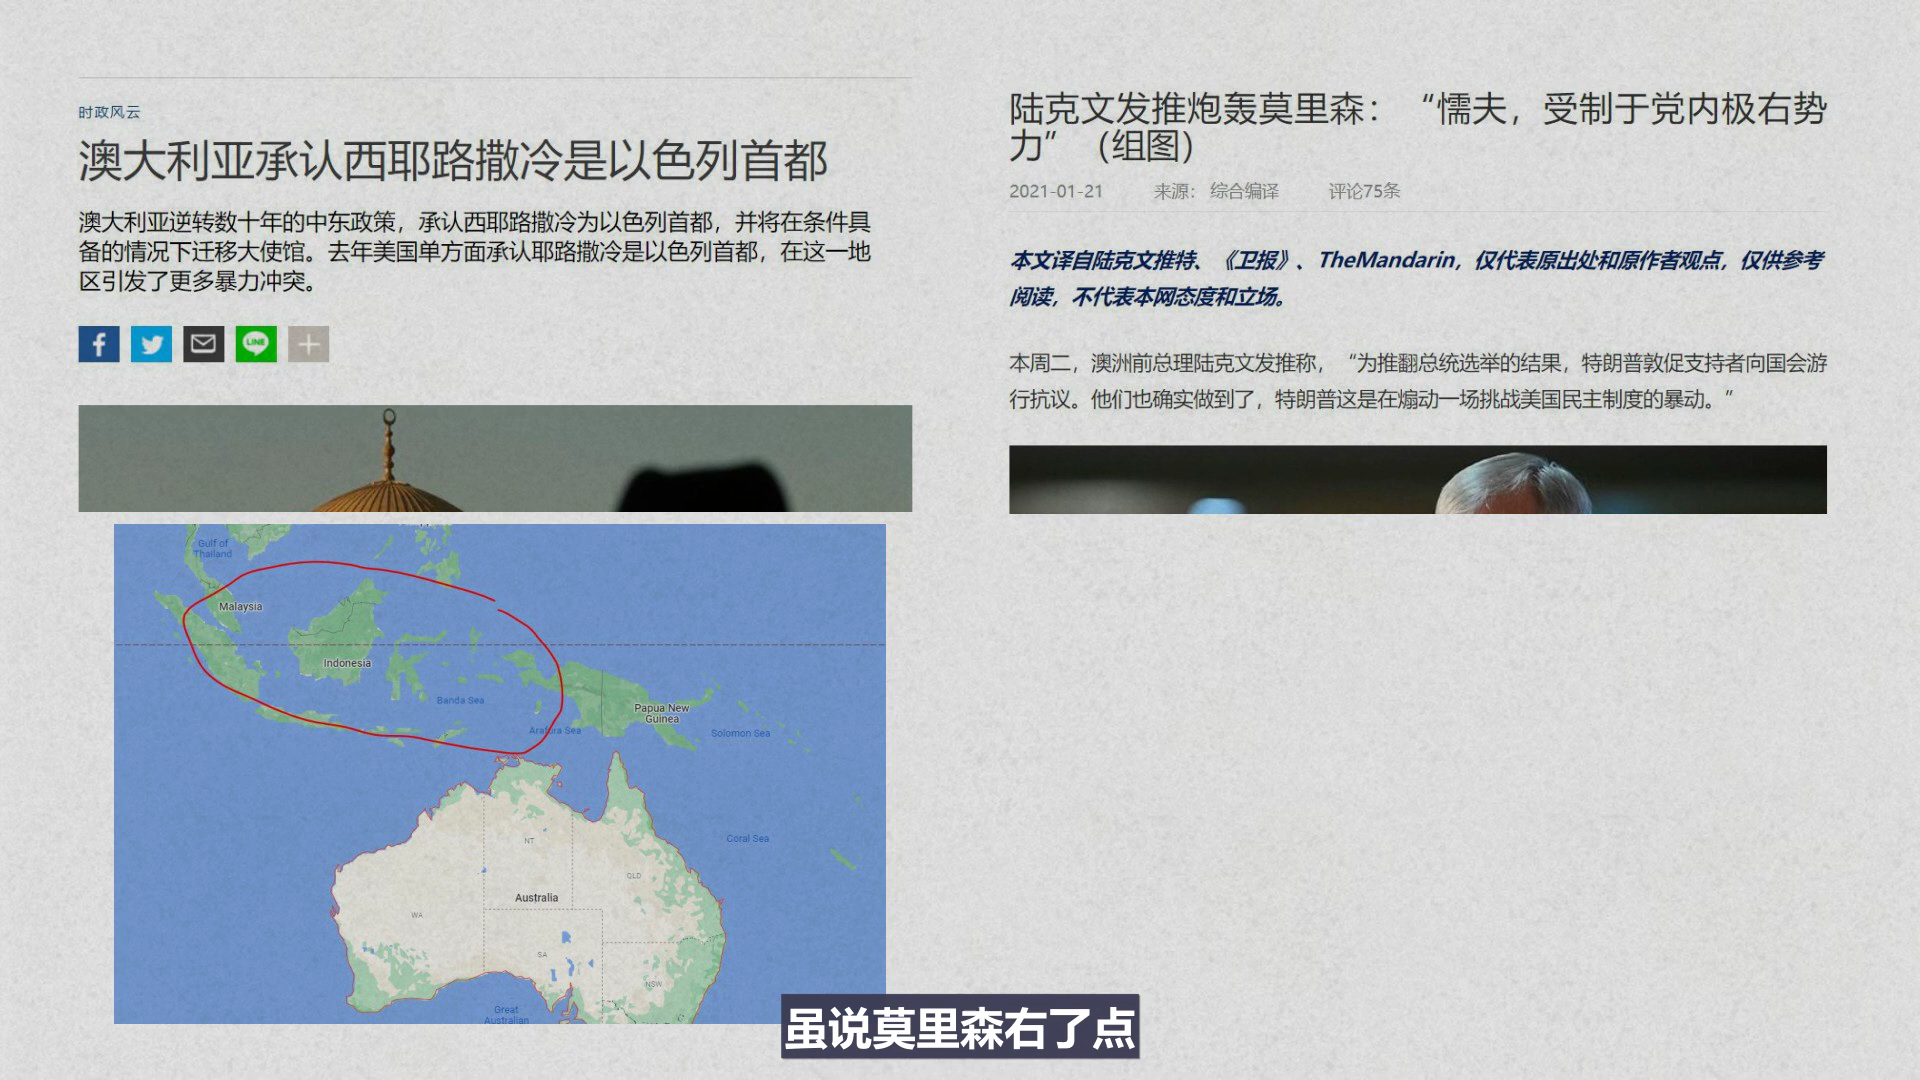 时政风云
澳大利亚承认西耶路撒冷是以色列首都
澳大利亚逆转数十年的中东政策，承认西耶路撒冷为以色列首都，并将在条件具
备的情况下迁移大使馆。去年美国单方面承认耶路撒冷是以色列首都，在这一地
区引发了更多暴力冲突。
LINE
陆克文发推炮轰莫里森：“懦夫，受制于党内极右势
力”（组图）
2021-01-21 来源： 综合编译 评论75条
本文译自陆克文推特、《卫报》、TheMandarin，仅代表原出处和原作者观点，仅供参考
阅读，不代表本网态度和立场。
本周二，澳洲前总理陆克文发推称，“为推翻总统选举的结果，特朗普敦促支持者向国会游
行抗议。他们也确实做到了，特朗普这是在煽动一场挑战美国民主制度的暴动。”
Gulf of
Thailand
Malaysia
Indonesia
Banda Sea
Arafura Sea
Papua New
Guinea
Solomon Sea
Coral Sea
NT
QLD
Australia
WA
SA
NSW
Great
Australian
虽说莫里森右了点